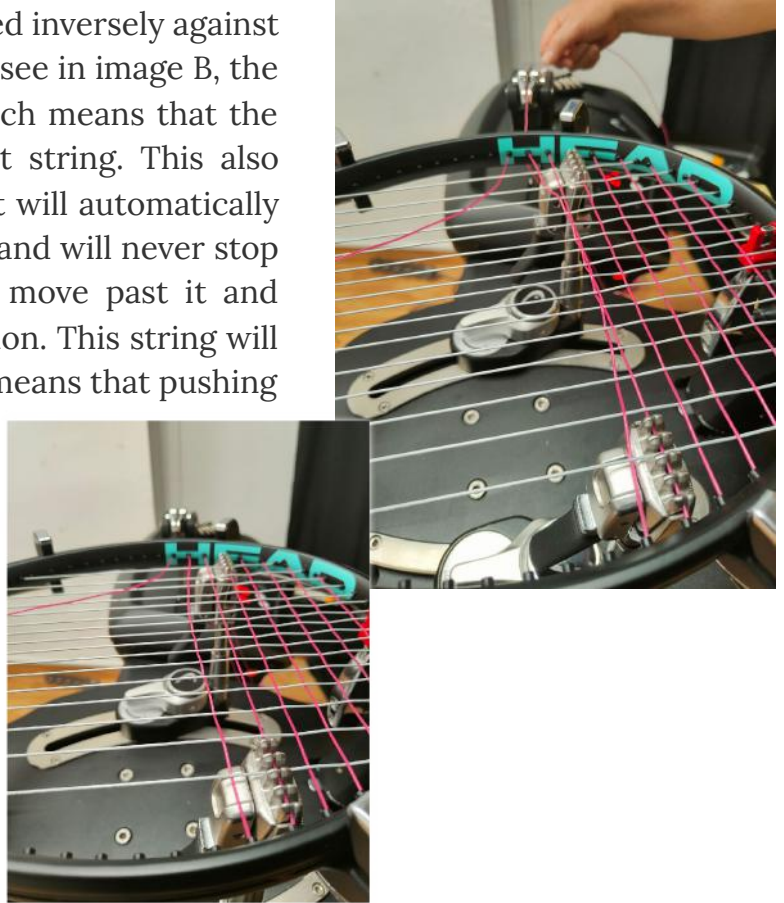 ed inversely against
see in image B, the
ch means that the
t string. This also
t will automatically
and will never stop
move past it and
on. This string will
means that pushing
HEAD
HEAD